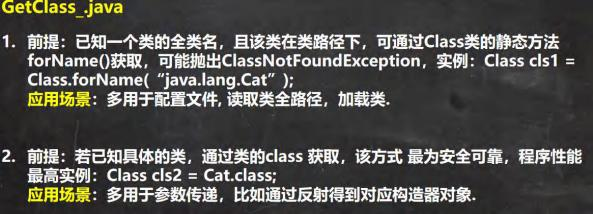 GetClass_.java
1. 前提：已知一个类的全类名，且该类在类路径下，可通过Class类的静态方法
forName()获取，可能抛出ClassNotFoundException，实例：Class cls1 =
Class.forName( “java.lang.Cat” );
应用场景：多用于配置文件, 读取类全路径，加载类.
2. 前提：若已知具体的类，通过类的class 获取，该方式 最为安全可靠，程序性能
最高实例：Class cls2 = Cat.class;
应用场景：多用于参数传递，比如通过反射得到对应构造器对象.